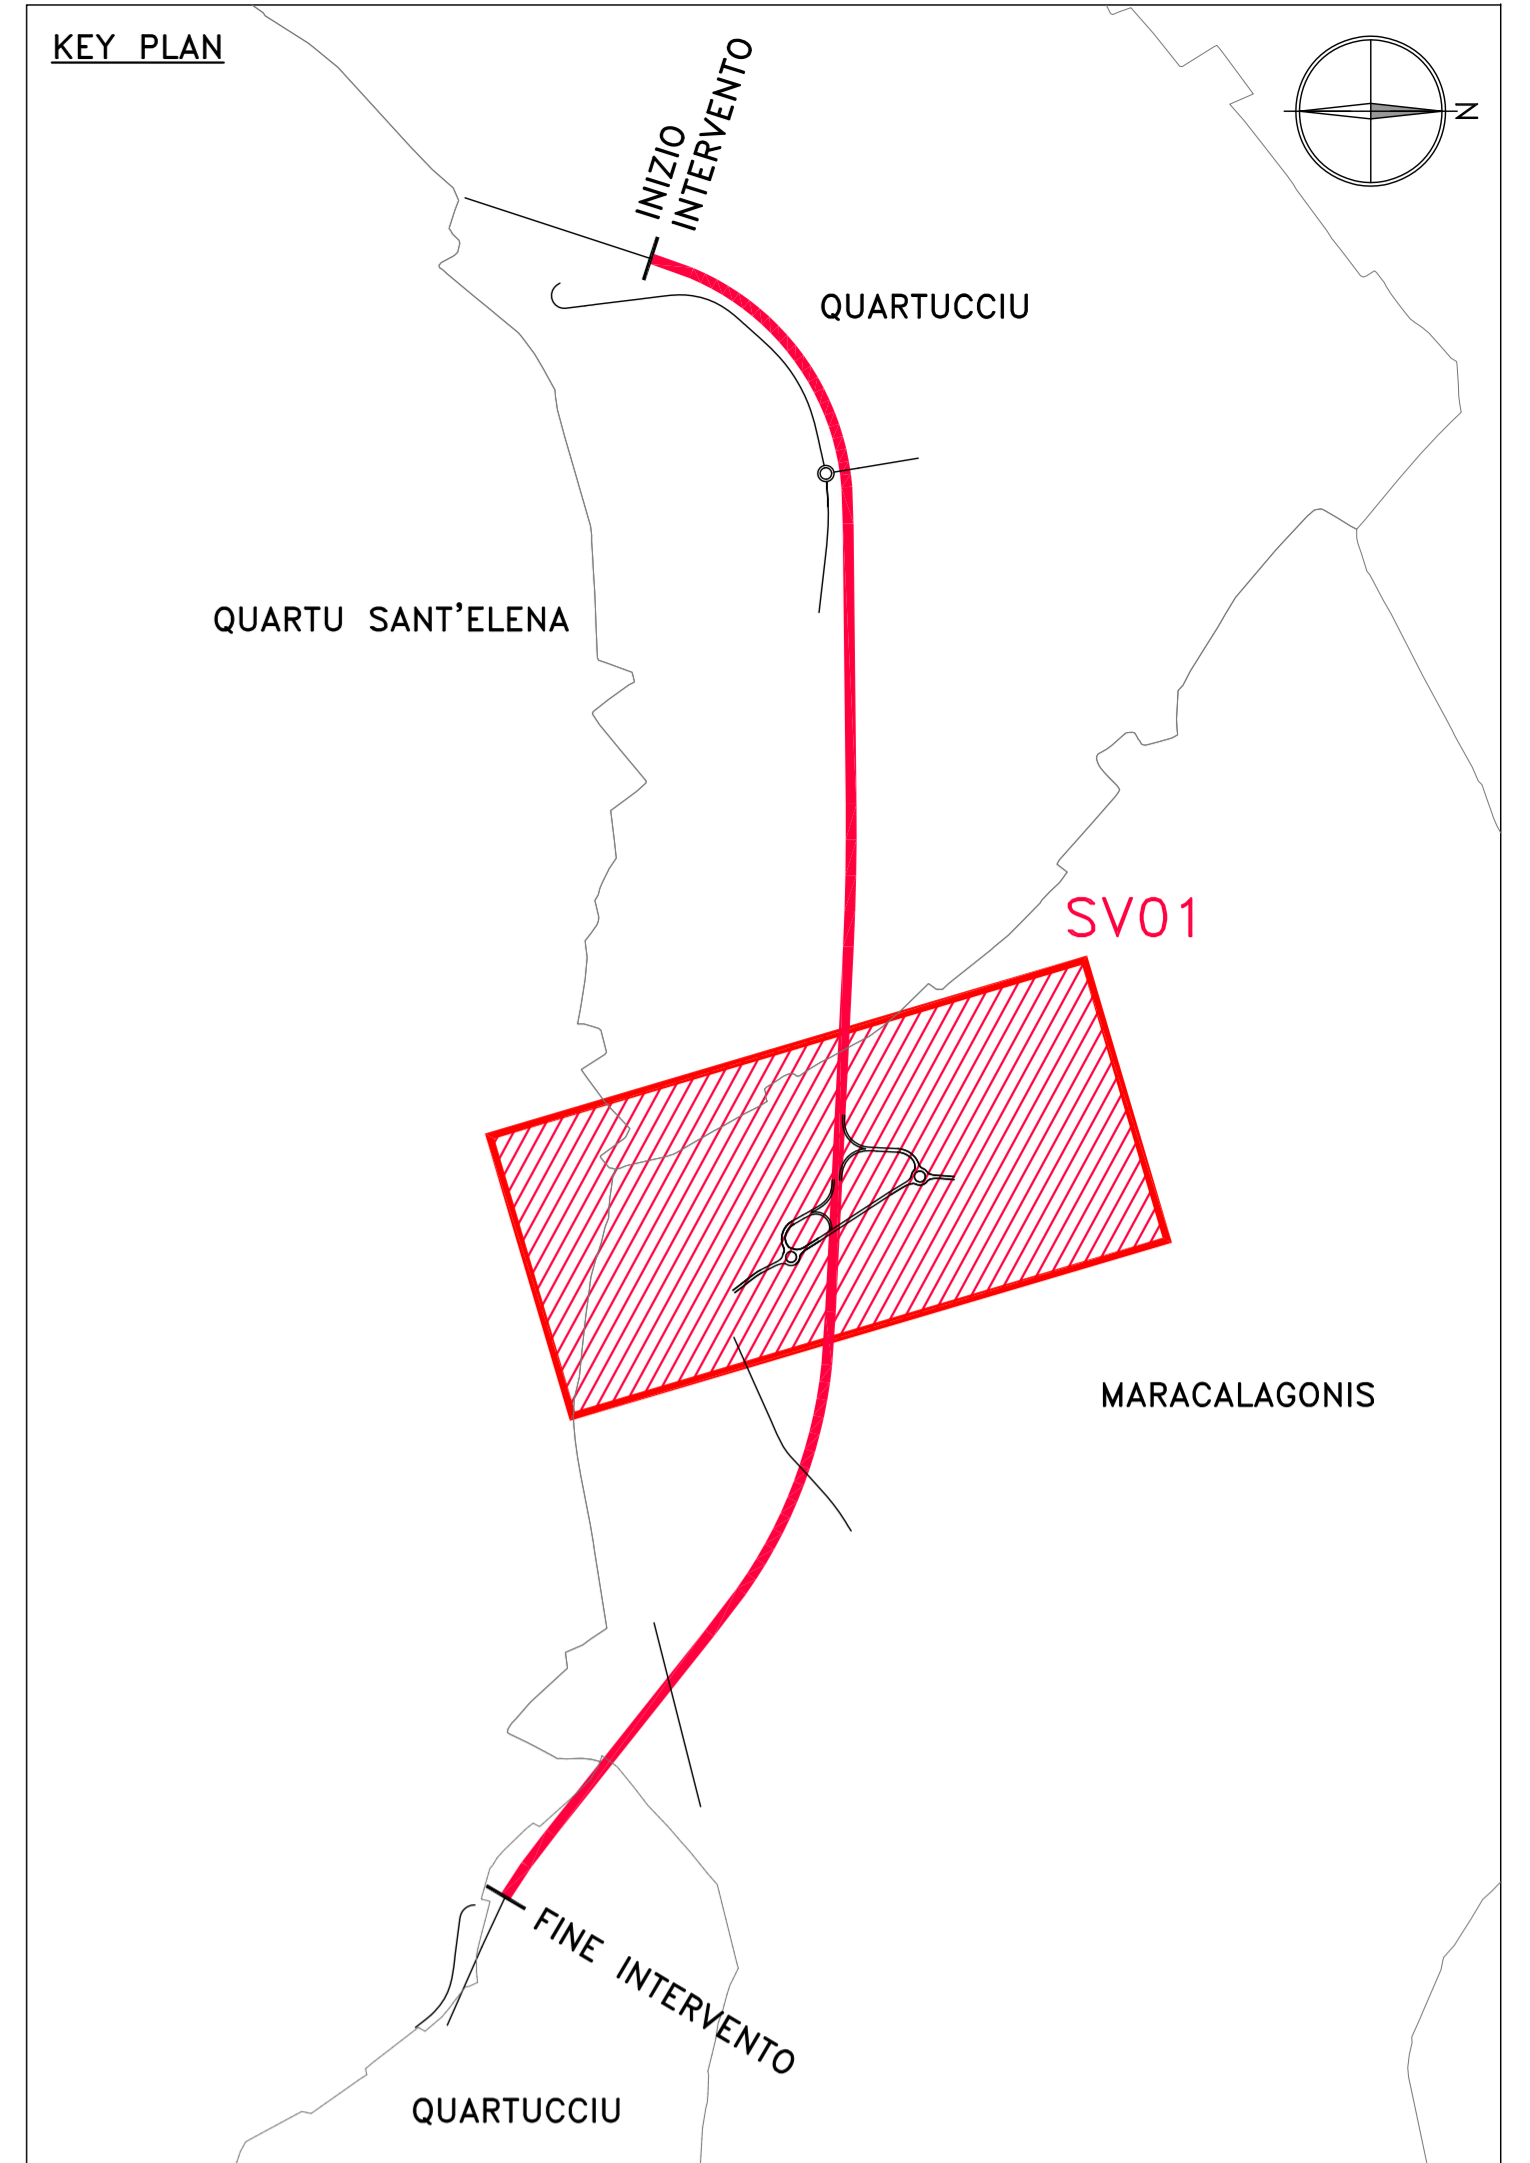 KEY PLAN
N
INIZIO
INTERVENTO
QUARTUCCIU
QUARTU SANT'ELENA
SV01
MARACALAGONIS
FINE INTERVENTO
QUARTUCCIU